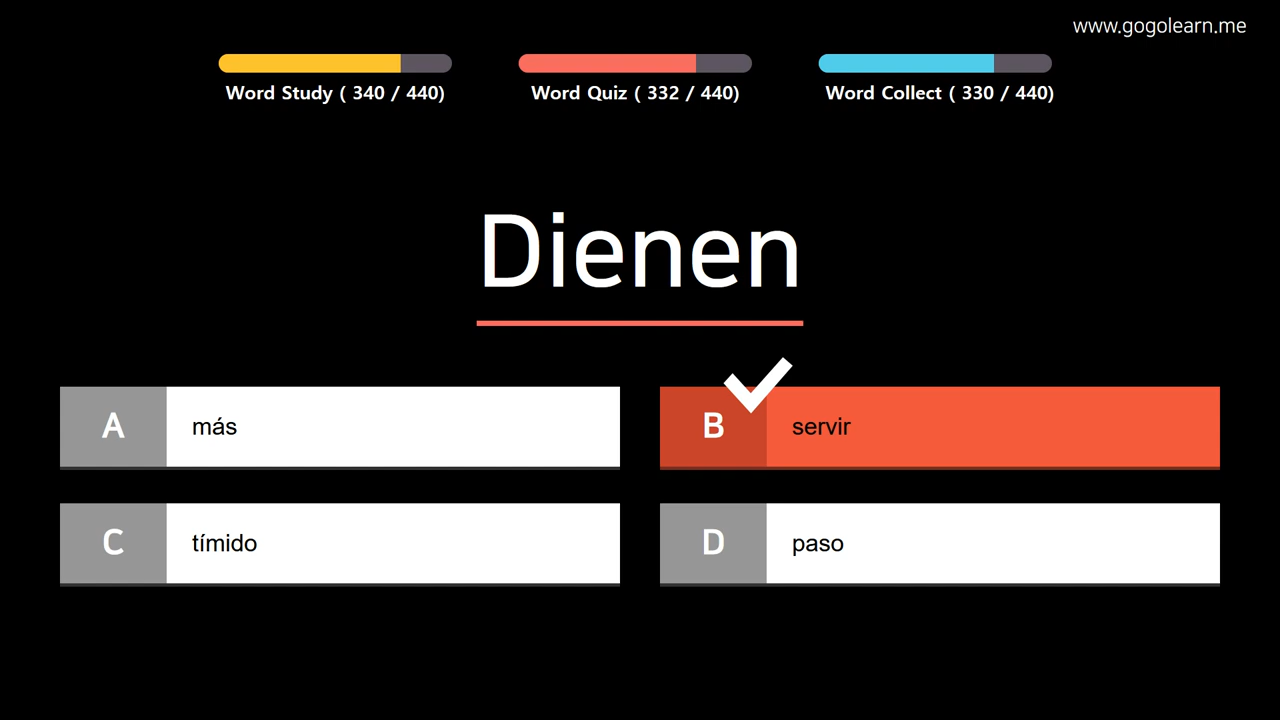 www.gogolearn.me
Word Study ( 340 / 440)
Word Quiz ( 332 / 440)
Word Collect ( 330 / 440)
Dienen
A más
B servir
C tímido
D paso